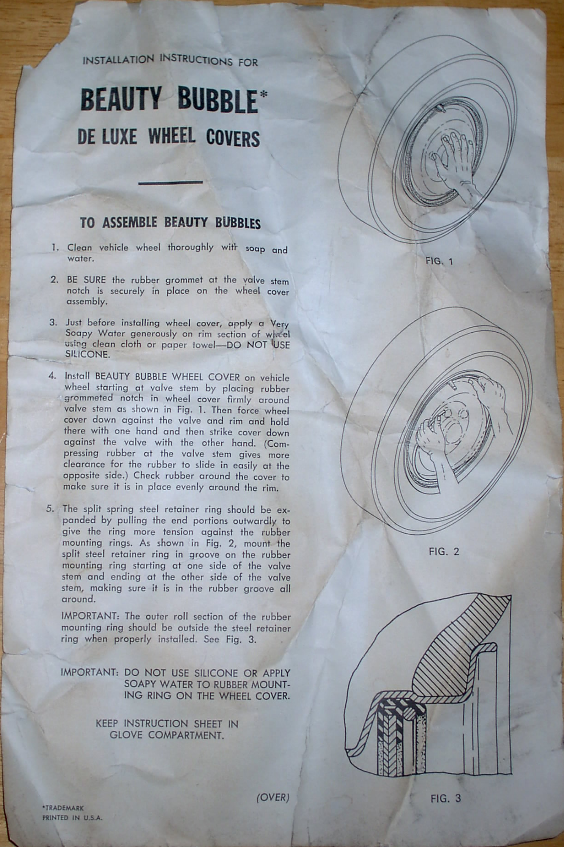 INSTALLATION INSTRUCTIONS FOR
BEAUTY BUBBLE*
DE LUXE WHEEL COVERS
TO ASSEMBLE BEAUTY BUBBLES
1. Clean vehicle wheel thoroughly with soap and
water.
2. BE SURE the rubber grommet at the valve stem
notch is securely in place on the wheel cover
assembly.
3. Just before installing wheel cover, apply a Very
Soapy Water generously on rim section of wheel
using clean cloth or paper towel—DO NOT USE
SILICONE.
4. Install BEAUTY BUBBLE WHEEL COVER on vehicle
wheel starting at valve stem by placing rubber
grommeted notch in wheel cover firmly around
valve stem as shown in Fig. 1. Then force wheel
cover down against the valve and rim and hold
there with one hand and then strike cover down
against the valve with the other hand. (Com-
pressing rubber at the valve stem gives more
clearance for the rubber to slide in easily at the
opposite side.) Check rubber around the cover to
make sure it is in place evenly around the rim.
5. The split spring steel retainer ring should be ex-
panded by pulling the end portions outwardly to
give the ring more tension against the rubber
mounting rings. As shown in Fig. 2, mount the
split steel retainer ring in groove on the rubber
mounting ring starting at one side of the valve
stem and ending at the other side of the valve
stem, making sure it is in the rubber groove all
around.
IMPORTANT: The outer roll section of the rubber
mounting ring should be outside the steel retainer
ring when properly installed. See Fig. 3.
IMPORTANT: DO NOT USE SILICONE OR APPLY
SOAPY WATER TO RUBBER MOUNT-
ING RING ON THE WHEEL COVER.
KEEP INSTRUCTION SHEET IN
GLOVE COMPARTMENT.
(OVER)
*TRADEMARK
PRINTED IN U.S.A.
FIG. 1
FIG. 2
FIG. 3